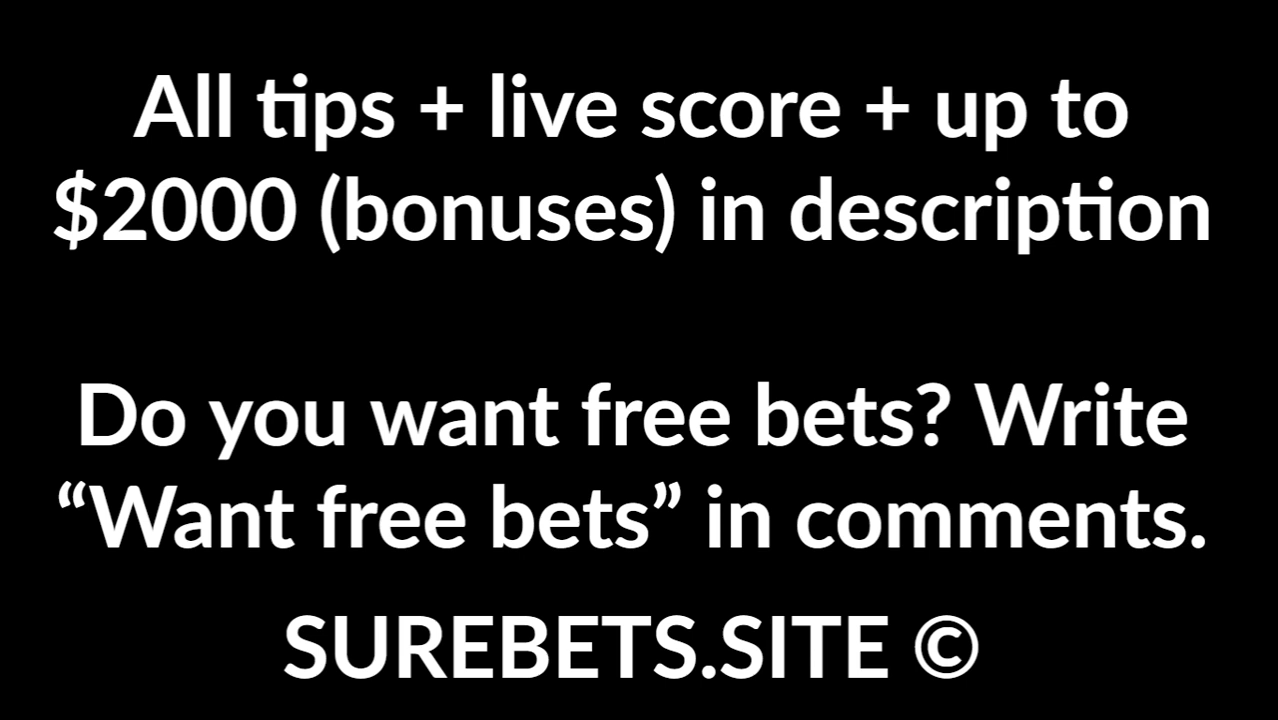 All tips + live score + up to
$2000 (bonuses) in description
Do you want free bets? Write
“Want free bets” in comments.
SUREBETS.SITE ©